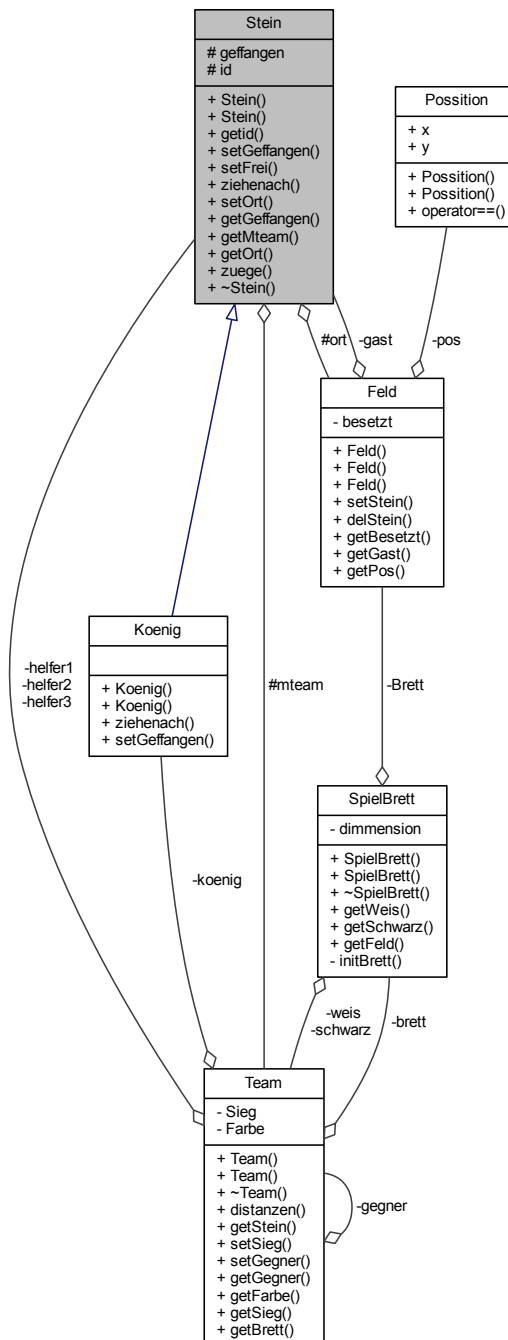 Stein
# geffangen
# id
+ Stein()
+ Stein()
+ getid()
+ setGeffangen()
+ setFrei()
+ ziehenach()
+ setOrt()
+ getGeffangen()
+ getMteam()
+ getOrt()
+ zuege()
+ ~Stein()
Possition
+ x
+ y
+ Possition()
+ Possition()
+ operator==()
#ort
-gast
-pos
Feld
- besetzt
+ Feld()
+ Feld()
+ Feld()
+ setStein()
+ delStein()
+ getBesetzt()
+ getGast()
+ getPos()
Koenig
+ Koenig()
+ Koenig()
+ ziehenach()
+ setGeffangen()
-helfer1
-helfer2
-helfer3
#mteam
-Brett
SpielBrett
- dimmension
+ SpielBrett()
+ SpielBrett()
+ ~SpielBrett()
+ getWeis()
+ getSchwarz()
+ getFeld()
- initBrett()
-koenig
-weis
-schwarz
-brett
Team
- Sieg
- Farbe
+ Team()
+ Team()
+ ~Team()
+ distanzen()
+ getStein()
+ setSieg()
+ setGegner()
+ getGegner()
+ getFarbe()
+ getSieg()
+ getBrett()
-gegner